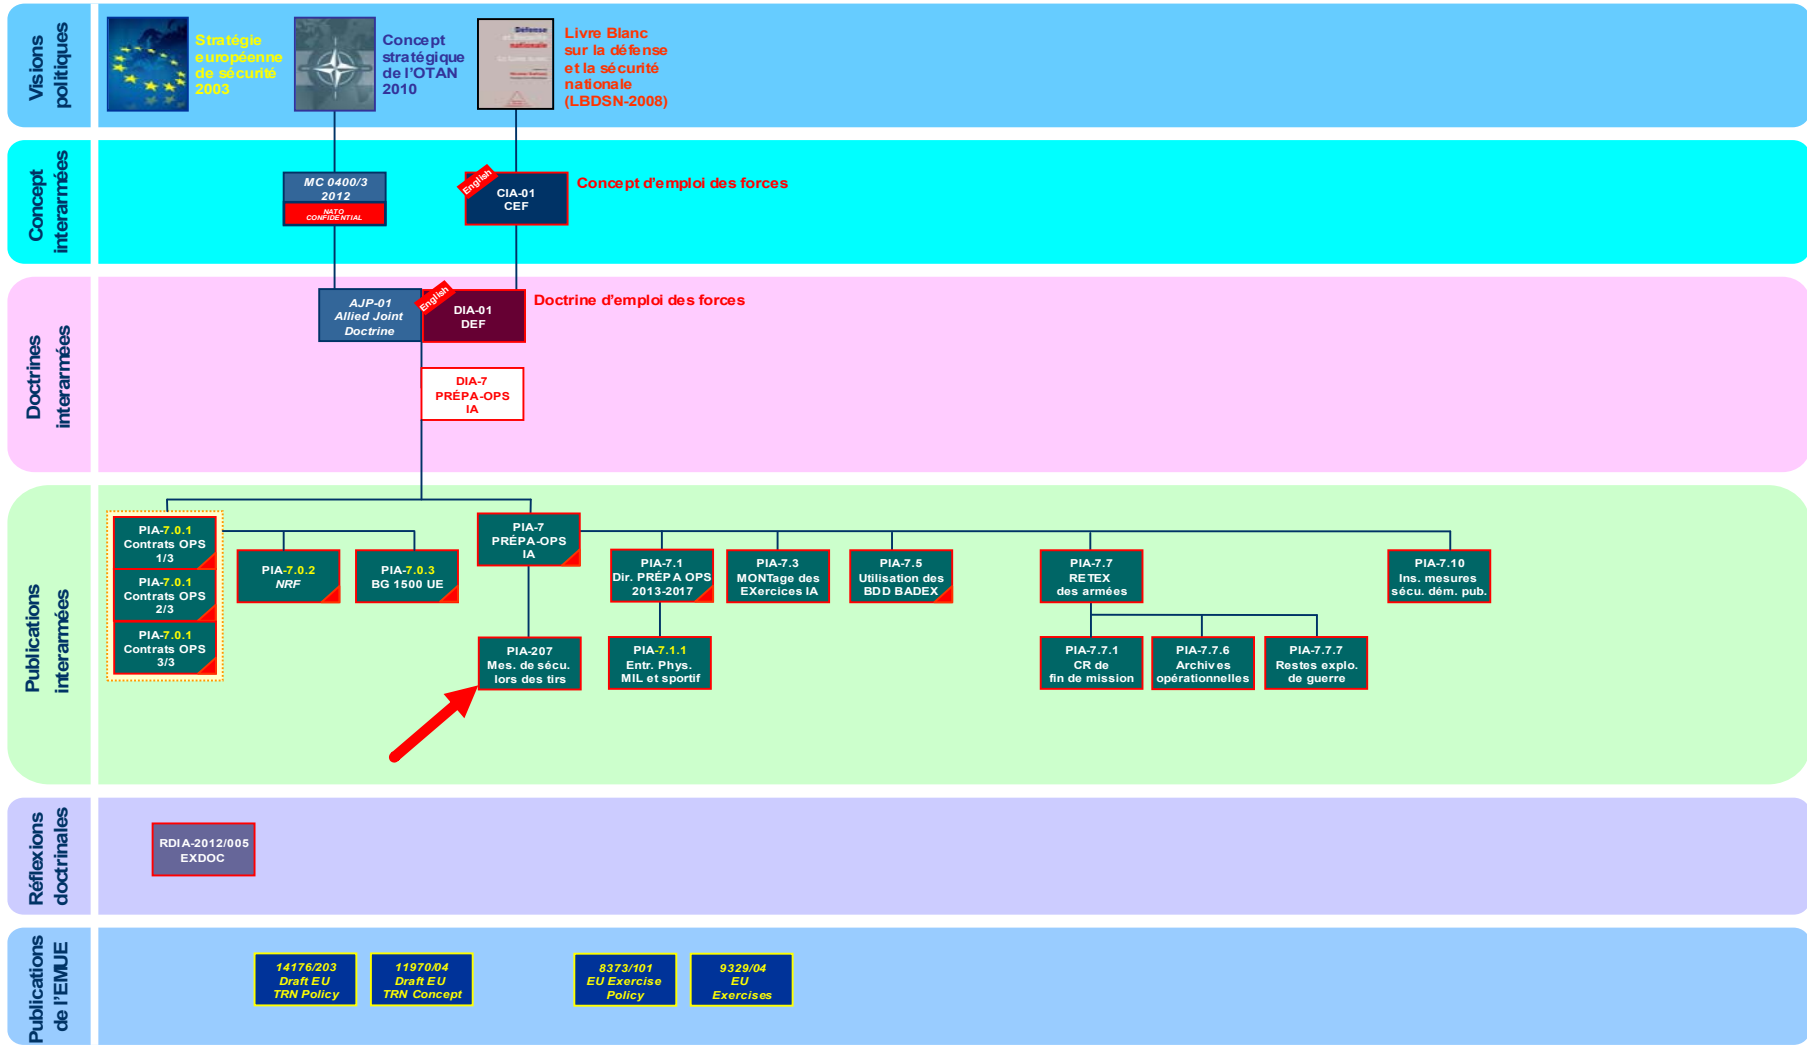 Visions
politiques
Stratégie
européenne
de sécurité
2003
Concept
stratégique
de l'OTAN
2010
Défense
et Sécurité
nationale
Livre Blanc
sur la défense
et la sécurité
nationale
(LBDSN-2008)
Concept
interarmées
MC 0400/3
2012
NATO
CONFIDENTIAL
English
CIA-01
CEF
Concept d'emploi des forces
Doctrines
interarmées
AJP-01
Allied Joint
Doctrine
English
DIA-01
DEF
Doctrine d'emploi des forces
DIA-7
PRÉPA-OPS
IA
Publications
interarmées
PIA-7.0.1
Contrats OPS
1/3
PIA-7.0.1
Contrats OPS
2/3
PIA-7.0.1
Contrats OPS
3/3
PIA-7.0.2
NRF
PIA-7.0.3
BG 1500 UE
PIA-7
PRÉPA-OPS
IA
PIA-207
Mes. de sécu.
lors des tirs
PIA-7.1
Dir. PRÉPA OPS
2013-2017
PIA-7.1.1
Entr. Phys.
MIL et sportif
PIA-7.3
MONTage des
EXercices IA
PIA-7.5
Utilisation des
BDD BADEX
PIA-7.7
RETEX
des armées
PIA-7.7.1
CR de
fin de mission
PIA-7.7.6
Archives
opérationnelles
PIA-7.7.7
Restes explo.
de guerre
PIA-7.10
Ins. mesures
sécu. dém. pub.
Réflexions
doctrinales
RDIA-2012/005
EXDOC
Publications
de l'EMUE
14176/203
Draft EU
TRN Policy
11970/04
Draft EU
TRN Concept
8373/101
EU Exercise
Policy
9329/04
EU
Exercises